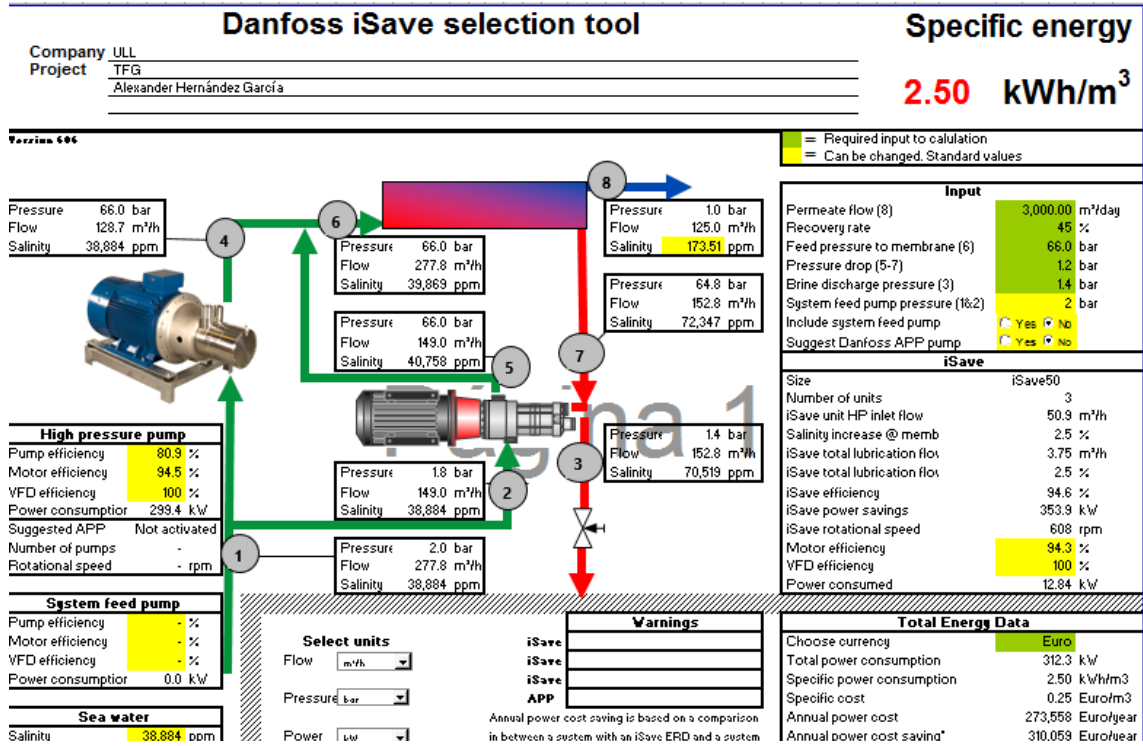 Danfoss iSave selection tool
Specific energy
Company ULL
Project TFG
Alexander Hernández García
2.50 kWh/m3
Version 606
= Required input to calulation
= Can be changed. Standard values
Pressure 66.0 bar
Flow 128.7 m³/h
Salinity 38,884 ppm
4
6
8
Pressure 66.0 bar
Flow 277.8 m³/h
Salinity 39,869 ppm
Pressure 1.0 bar
Flow 125.0 m³/h
Salinity 173.51 ppm
Pressure 64.8 bar
Flow 152.8 m³/h
Salinity 72,347 ppm
Pressure 66.0 bar
Flow 149.0 m³/h
Salinity 40,758 ppm
5
7
Input
Permeate flow (8) 3,000.00 m³/day
Recovery rate 45 %
Feed pressure to membrane (6) 66.0 bar
Pressure drop (5-7) 1.2 bar
Brine discharge pressure (3) 1.4 bar
System feed pump pressure (1&2) 2 bar
Include system feed pump Yes No
Suggest Danfoss APP pump Yes No
iSave
Size iSave50
Number of units 3
iSave unit HP inlet flow 50.9 m³/h
Salinity increase @ memb 2.5 %
iSave total lubrication flow 3.75 m³/h
iSave total lubrication flow 2.5 %
iSave efficiency 94.6 %
iSave power savings 353.9 kW
iSave rotational speed 608 rpm
Motor efficiency 94.3 %
VFD efficiency 100 %
Power consumed 12.84 kW
Página 1
High pressure pump
Pump efficiency 80.9 %
Motor efficiency 94.5 %
VFD efficiency 100 %
Power consumption 299.4 kW
Suggested APP Not activated
Number of pumps -
Rotational speed - rpm
Pressure 1.4 bar
Flow 152.8 m³/h
Salinity 70,519 ppm
3
Pressure 1.8 bar
Flow 149.0 m³/h
Salinity 38,884 ppm
2
1
Pressure 2.0 bar
Flow 277.8 m³/h
Salinity 38,884 ppm
System feed pump
Pump efficiency - %
Motor efficiency - %
VFD efficiency - %
Power consumption 0.0 kW
Sea water
Salinity 38,884 ppm
Select units
Flow m³/h
Pressure bar
Power kW
Warnings
iSave
iSave
iSave
APP
Annual power cost saving is based on a comparison
in between a system with an iSave ERD and a system
Total Energy Data
Choose currency Euro
Total power consumption 312.3 kW
Specific power consumption 2.50 kWh/m3
Specific cost 0.25 Euro/m3
Annual power cost 273,558 Euro/year
Annual power cost saving* 310.059 Euro/year